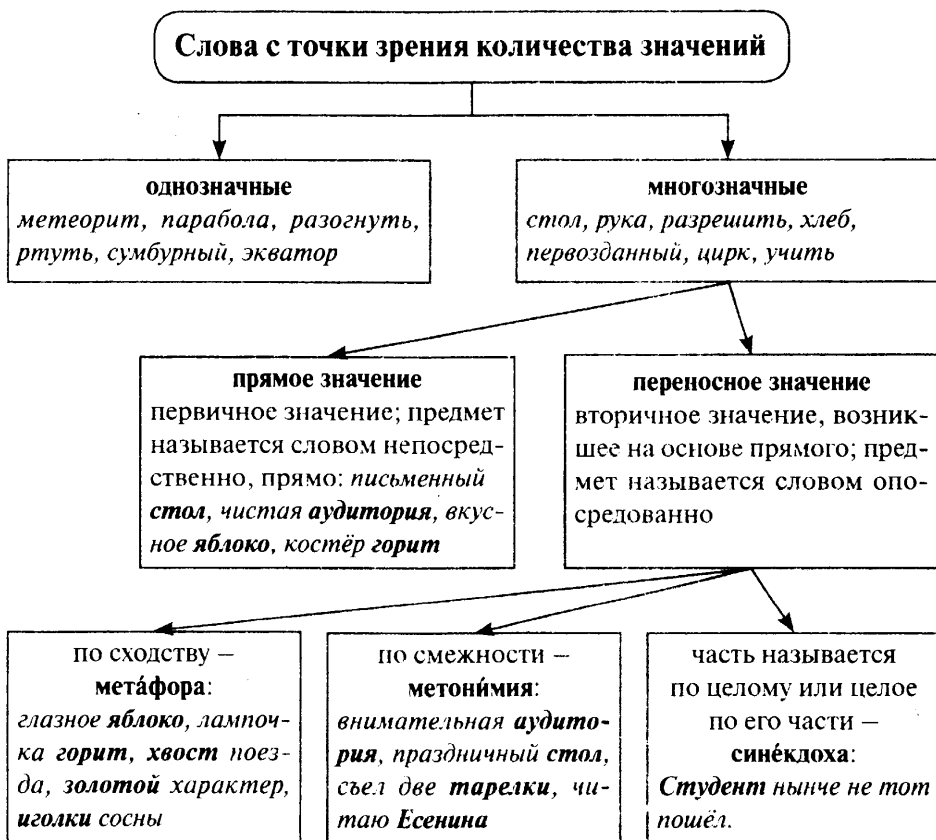 Слова с точки зрения количества значений
однозначные
метеорит, парабола, разогнуть,
ртуть, сумбурный, экватор
многозначные
стол, рука, разрешить, хлеб,
первозданный, цирк, учить
прямое значение
первичное значение; предмет
называется словом непосред-
ственно, прямо: письменный
стол, чистая аудитория, вкус-
ное яблоко, костёр горит
переносное значение
вторичное значение, возник-
шее на основе прямого; пред-
мет называется словом опо-
средованно
по сходству –
мета́фора:
глазное яблоко, лампоч-
ка горит, хвост поез-
да, золотой характер,
иголки сосны
по смежности –
метони́мия:
внимательная аудито-
рия, праздничный стол,
съел две тарелки, чи-
таю Есенина
часть называется
по целому или целое
по его части –
сине́кдоха:
Студент нынче не тот
пошёл.